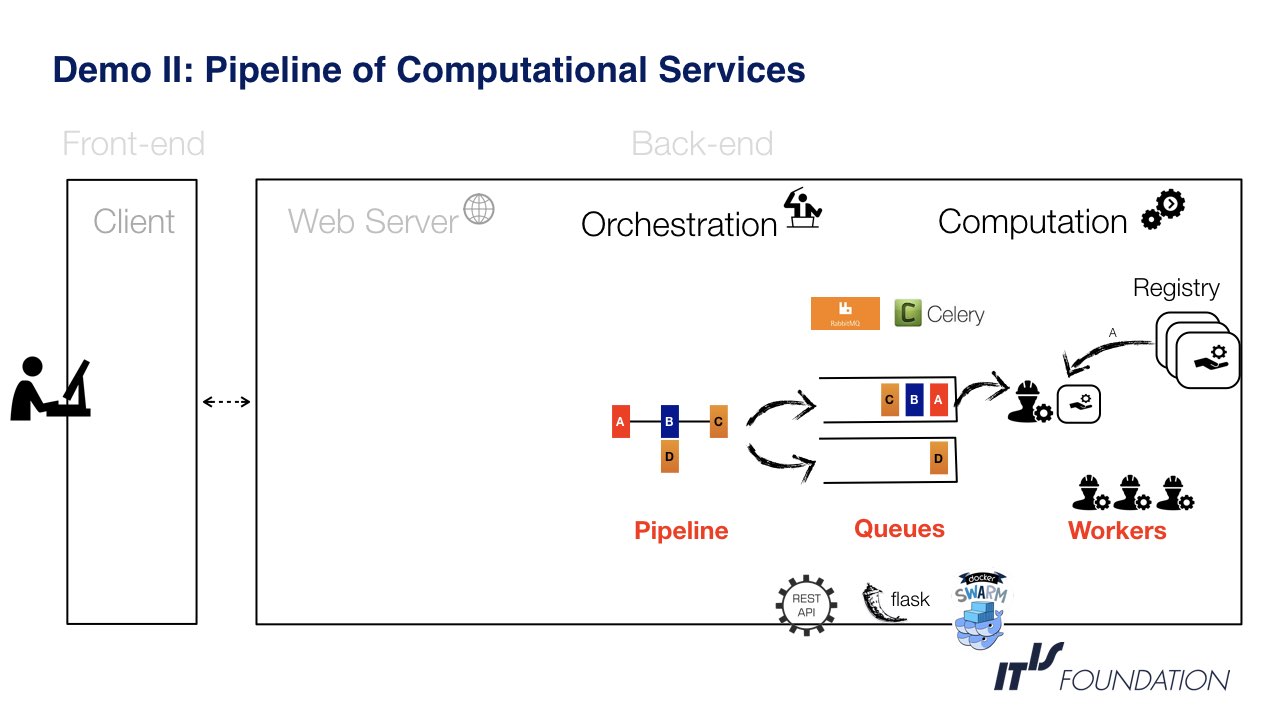 Demo II: Pipeline of Computational Services
Front-end
Back-end
Client
Web Server
Orchestration
Computation
Registry
RabbitMQ
C
Celery
A
C B A
A B C
D
D
Pipeline
Queues
Workers
REST
API
flask
docker
SWARM
IT'IS FOUNDATION